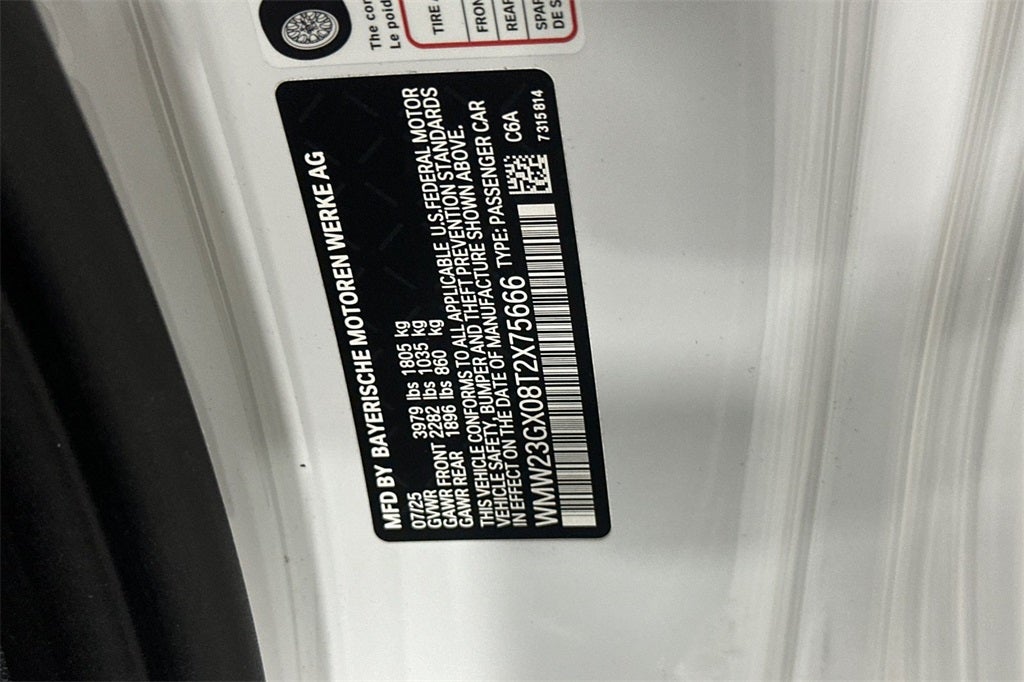 The cor
Le poid
TIRE
FRON
REAR
SPAR
DE S
MFD BY BAYERISCHE MOTOREN WERKE AG
07/25
GVWR 3979 lbs 1805 kg
GAWR FRONT 2282 lbs 1035 kg
GAWR REAR 1896 lbs 860 kg
THIS VEHICLE CONFORMS TO ALL APPLICABLE U.S.FEDERAL MOTOR
VEHICLE SAFETY, BUMPER AND THEFT PREVENTION STANDARDS
IN EFFECT ON THE DATE OF MANUFACTURE SHOWN ABOVE.
WMW23GX08T2X75666 TYPE: PASSENGER CAR
C6A
7315814